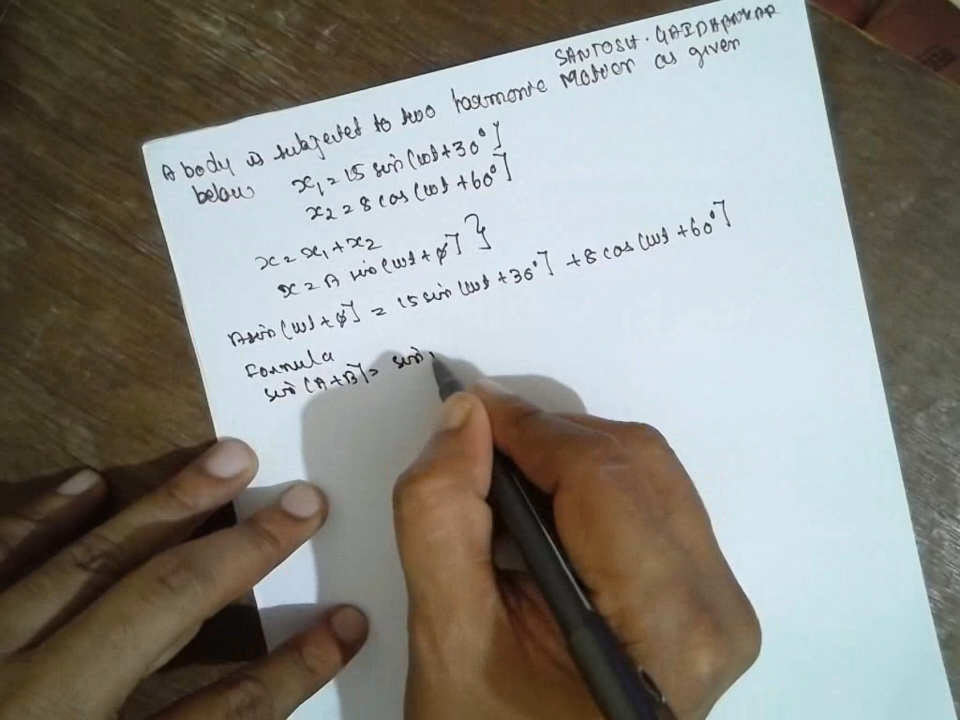 SANTOSH. GAIDHANKAR
A body is subjected to two harmonic Motion as given
below x₁ = 15 sin(ωt + 30°]
x₂ = 8 cos (ωt + 60°]
x = x₁ + x₂
x = A sin (ωt + ϕ] }
A sin (ωt + ϕ] = 15 sin (ωt + 30°] + 8 cos (ωt + 60°]
Formula
sin (A + B] = sin